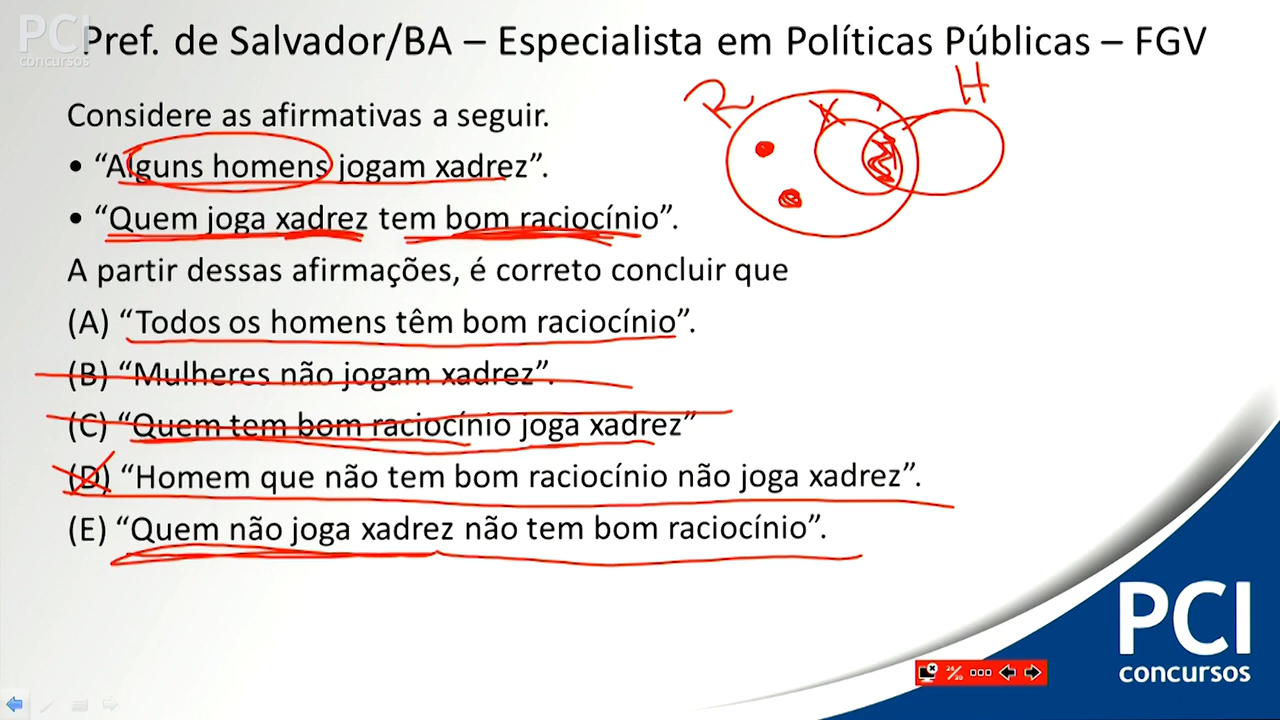 PCI
concursos
Pref. de Salvador/BA – Especialista em Políticas Públicas – FGV
R
H
X
Considere as afirmativas a seguir.
• “Alguns homens jogam xadrez”.
• “Quem joga xadrez tem bom raciocínio”.
A partir dessas afirmações, é correto concluir que
(A) “Todos os homens têm bom raciocínio”.
(B) “Mulheres não jogam xadrez”.
(C) “Quem tem bom raciocínio joga xadrez”
(D) “Homem que não tem bom raciocínio não joga xadrez”.
(E) “Quem não joga xadrez não tem bom raciocínio”.
PCI
concursos